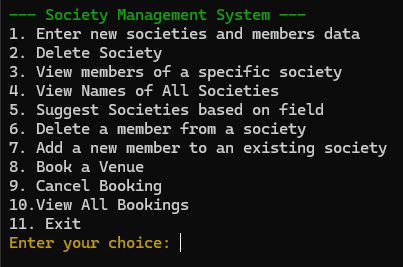 --- Society Management System ---
1. Enter new societies and members data
2. Delete Society
3. View members of a specific society
4. View Names of All Societies
5. Suggest Societies based on field
6. Delete a member from a society
7. Add a new member to an existing society
8. Book a Venue
9. Cancel Booking
10.View All Bookings
11. Exit
Enter your choice: